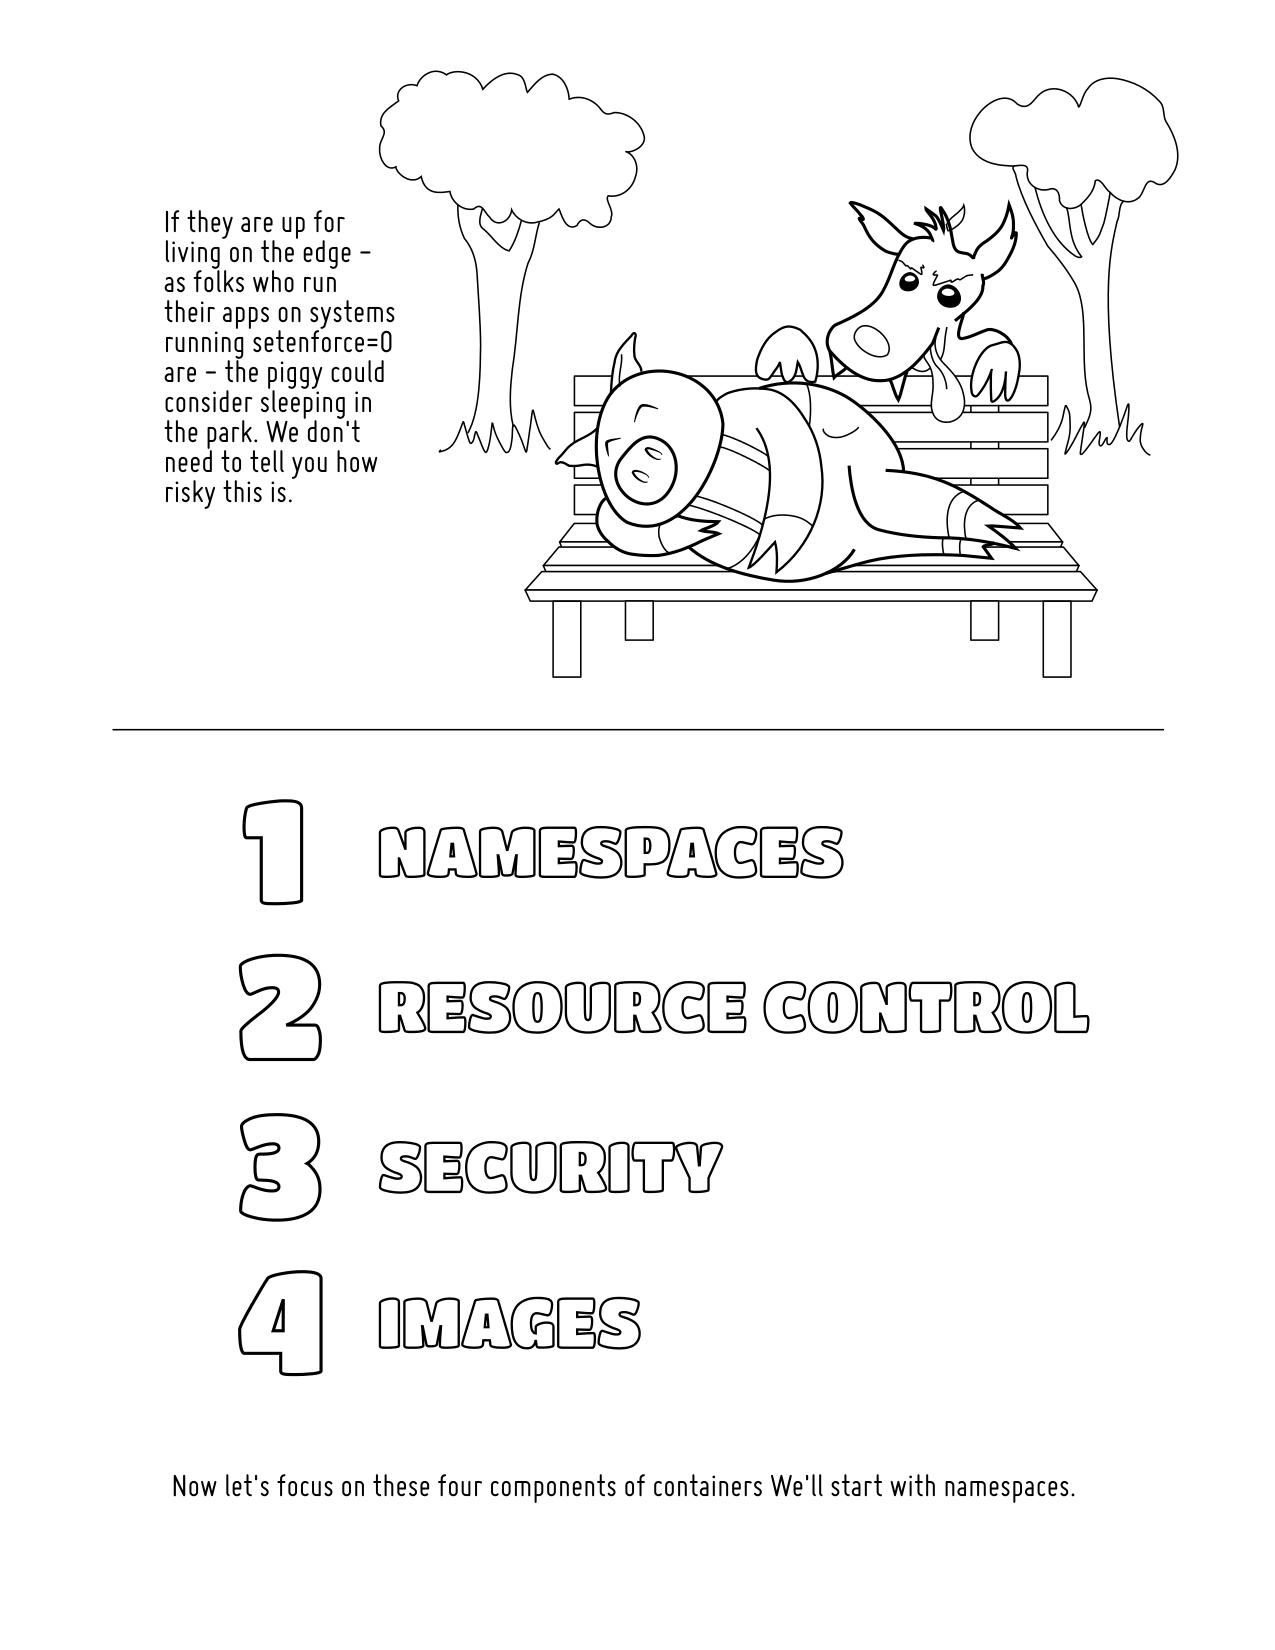 If they are up for
living on the edge –
as folks who run
their apps on systems
running setenforce=0
are – the piggy could
consider sleeping in
the park. We don't
need to tell you how
risky this is.
1 NAMESPACES
2 RESOURCE CONTROL
3 SECURITY
4 IMAGES
Now let's focus on these four components of containers We'll start with namespaces.